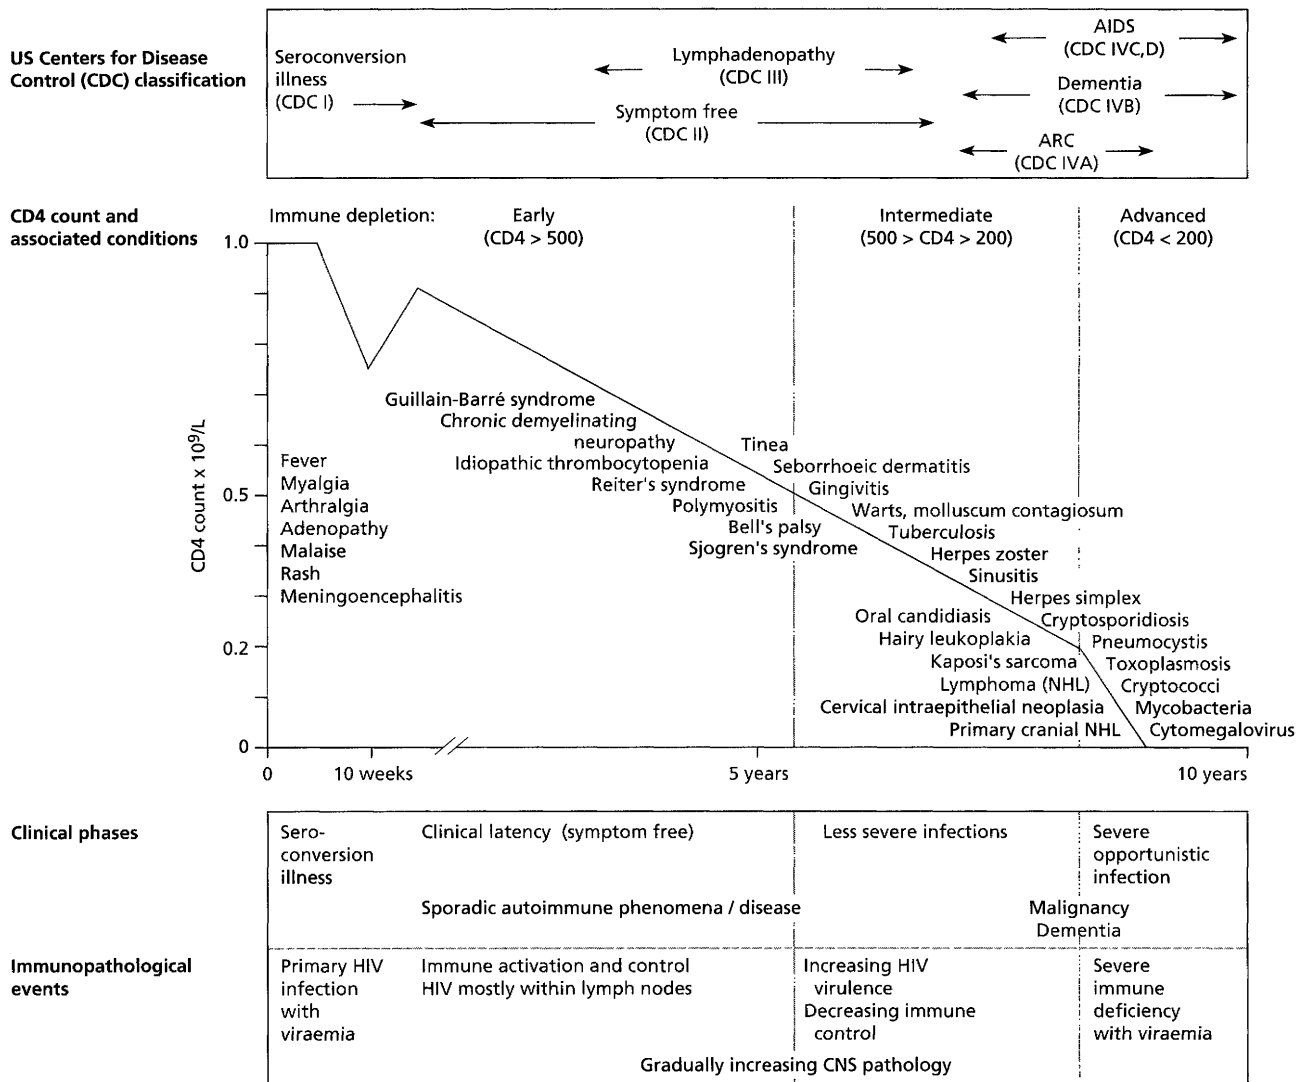 US Centers for Disease
Control (CDC) classification
Seroconversion
illness
(CDC I)
Lymphadenopathy
(CDC III)
Symptom free
(CDC II)
AIDS
(CDC IVC,D)
Dementia
(CDC IVB)
ARC
(CDC IVA)
CD4 count and
associated conditions
Immune depletion:
Early
(CD4 > 500)
Intermediate
(500 > CD4 > 200)
Advanced
(CD4 < 200)
CD4 count x 10⁹/L
1.0
0.5
0.2
0
Fever
Myalgia
Arthralgia
Adenopathy
Malaise
Rash
Meningoencephalitis
Guillain-Barré syndrome
Chronic demyelinating
neuropathy
Idiopathic thrombocytopenia
Reiter's syndrome
Polymyositis
Bell's palsy
Sjogren's syndrome
Tinea
Seborrhoeic dermatitis
Gingivitis
Warts, molluscum contagiosum
Tuberculosis
Herpes zoster
Sinusitis
Herpes simplex
Cryptosporidiosis
Pneumocystis
Toxoplasmosis
Cryptococci
Mycobacteria
Cytomegalovirus
Oral candidiasis
Hairy leukoplakia
Kaposi's sarcoma
Lymphoma (NHL)
Cervical intraepithelial neoplasia
Primary cranial NHL
0
10 weeks
5 years
10 years
Clinical phases
Sero-
conversion
illness
Clinical latency (symptom free)
Less severe infections
Severe
opportunistic
infection
Sporadic autoimmune phenomena / disease
Malignancy
Dementia
Immunopathological
events
Primary HIV
infection
with
viraemia
Immune activation and control
HIV mostly within lymph nodes
Increasing HIV
virulence
Decreasing immune
control
Severe
immune
deficiency
with viraemia
Gradually increasing CNS pathology